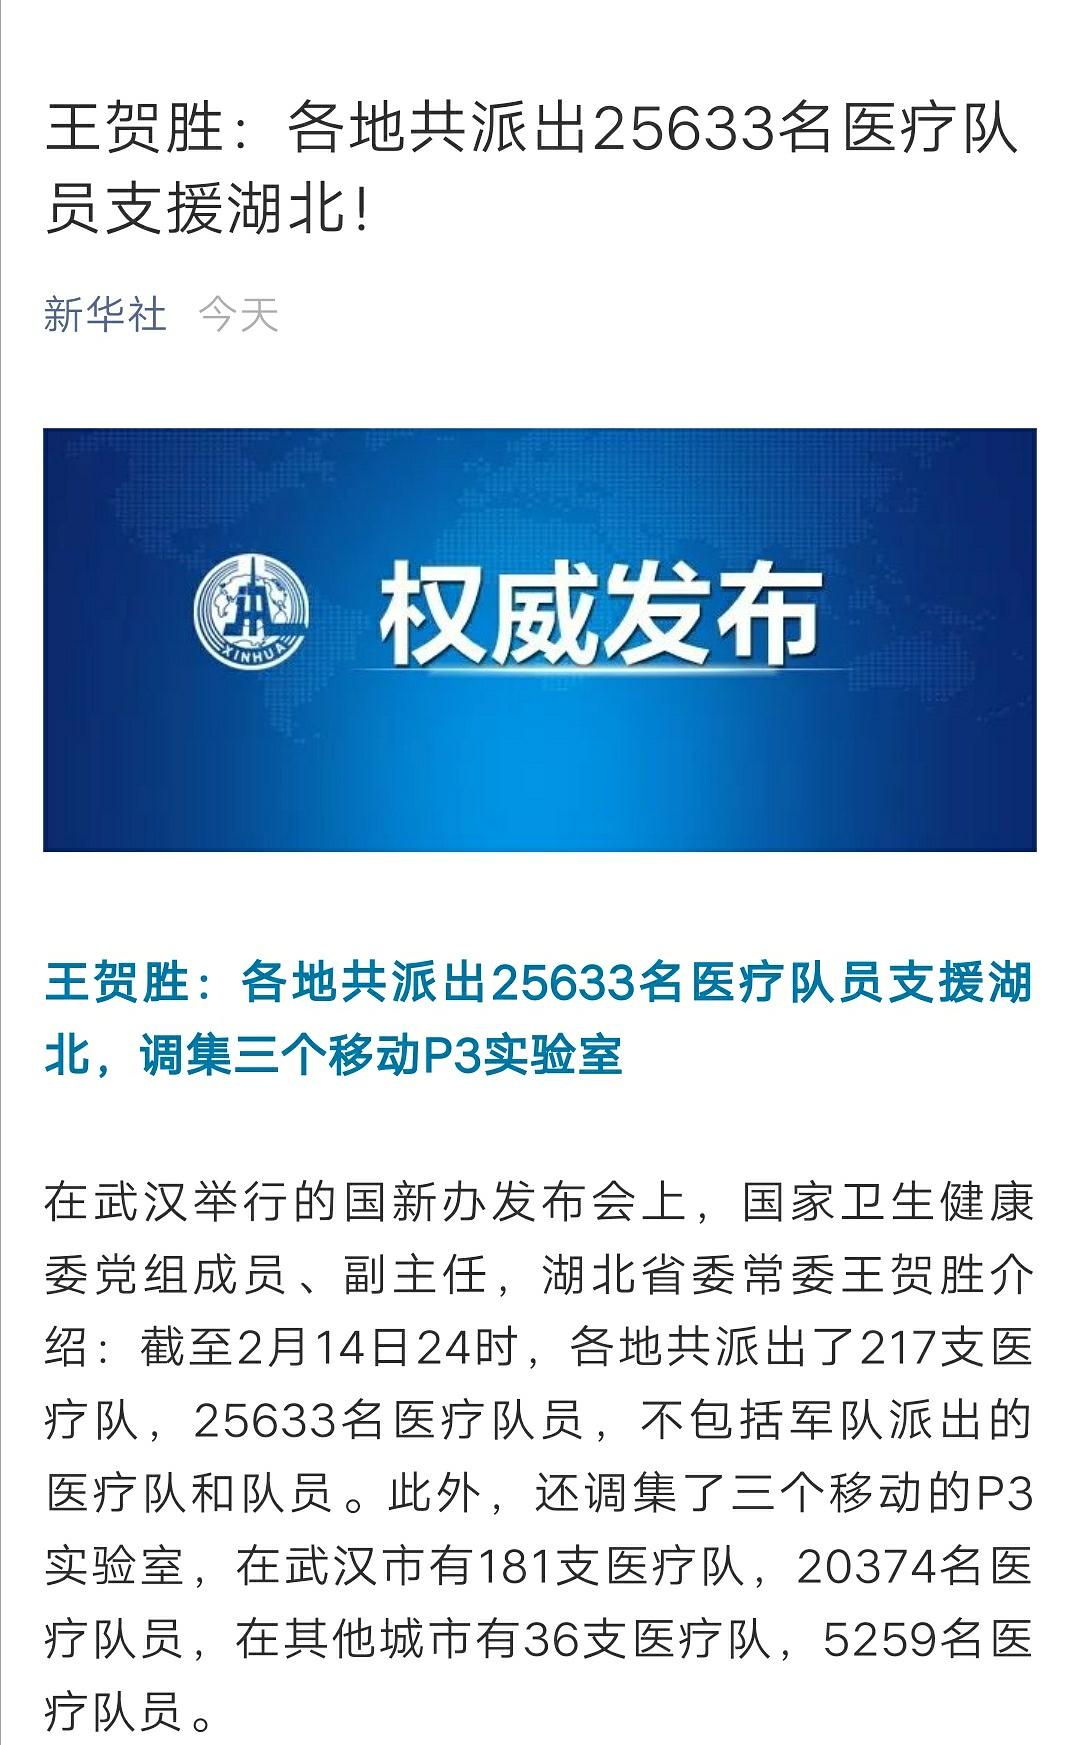 王贺胜：各地共派出25633名医疗队
员支援湖北！
新华社 今天
XINHUA
权威发布
王贺胜：各地共派出25633名医疗队员支援湖
北，调集三个移动P3实验室
在武汉举行的国新办发布会上，国家卫生健康
委党组成员、副主任，湖北省委常委王贺胜介
绍：截至2月14日24时，各地共派出了217支医
疗队，25633名医疗队员，不包括军队派出的
医疗队和队员。此外，还调集了三个移动的P3
实验室，在武汉市有181支医疗队，20374名医
疗队员，在其他城市有36支医疗队，5259名医
疗队员。